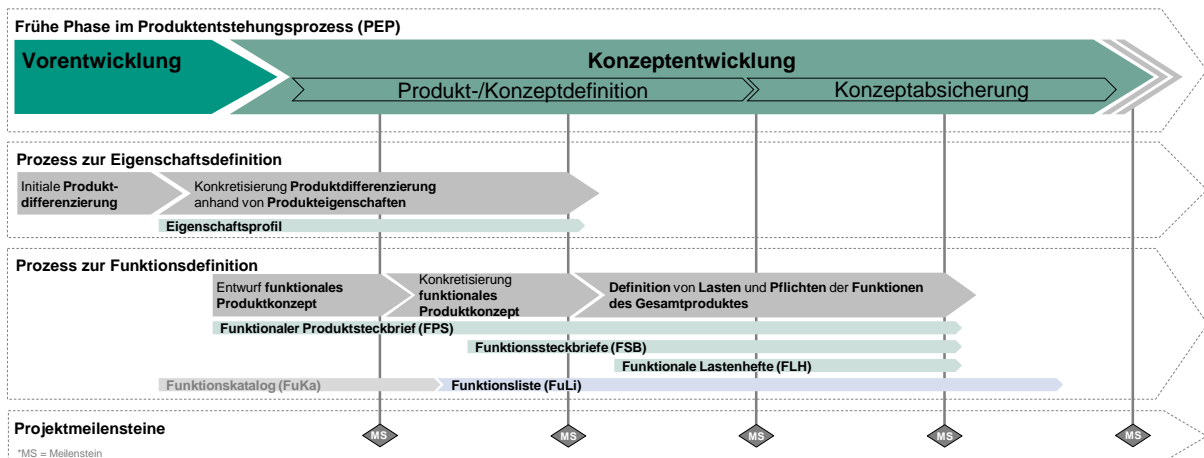 Frühe Phase im Produktentstehungsprozess (PEP)
Vorentwicklung
Konzeptentwicklung
Produkt-/Konzeptdefinition
Konzeptabsicherung
Prozess zur Eigenschaftsdefinition
Initiale Produkt-
differenzierung
Konkretisierung Produktdifferenzierung
anhand von Produkteigenschaften
Eigenschaftsprofil
Prozess zur Funktionsdefinition
Entwurf funktionales
Produktkonzept
Konkretisierung
funktionales
Produktkonzept
Definition von Lasten und Pflichten der Funktionen
des Gesamtproduktes
Funktionaler Produktsteckbrief (FPS)
Funktionssteckbriefe (FSB)
Funktionale Lastenhefte (FLH)
Funktionskatalog (FuKa)
Funktionsliste (FuLi)
Projektmeilensteine
MS
MS
MS
MS
MS
*MS = Meilenstein